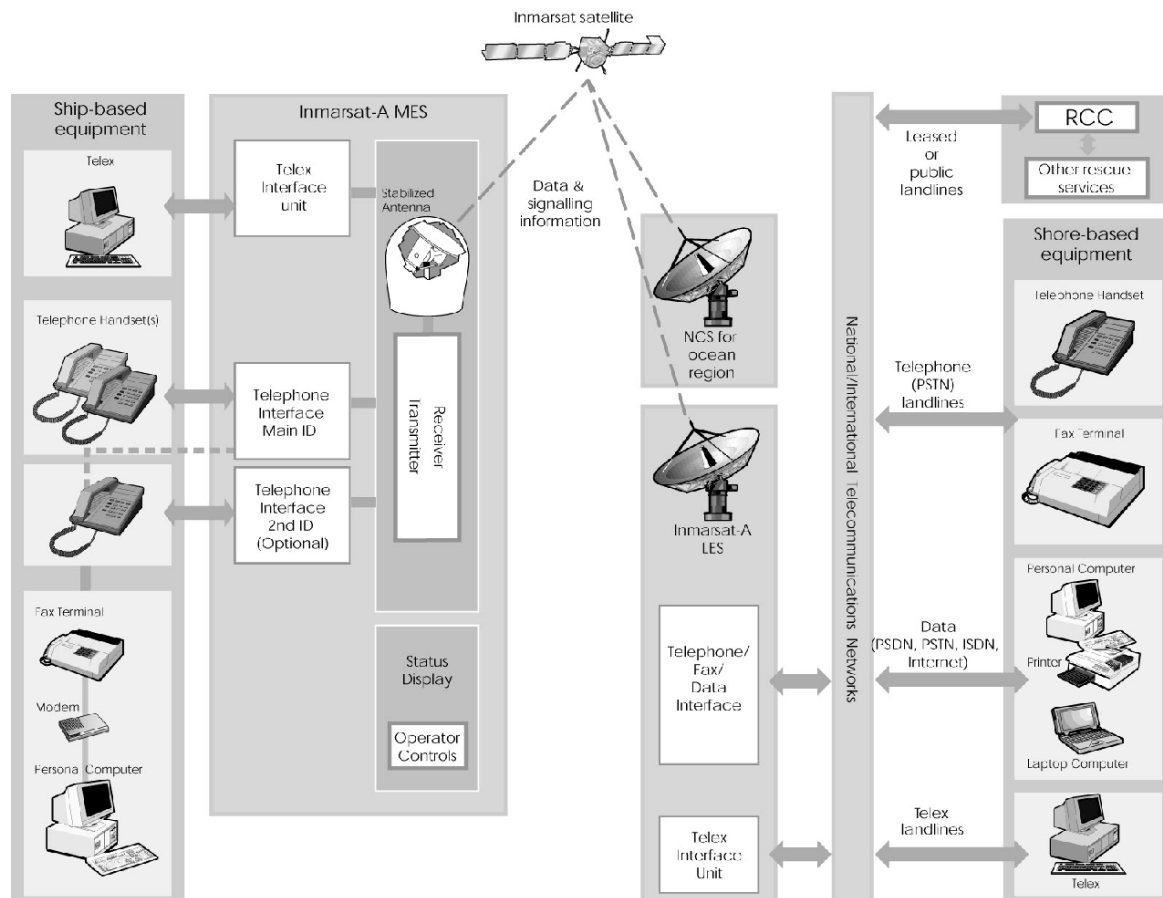 Inmarsat satellite
Ship-based
equipment
Telex
Telephone Handset(s)
Fax Terminal
Modem
Personal Computer
Inmarsat-A MES
Telex
Interface
unit
Stabilized
Antenna
Telephone
Interface
Main ID
Telephone
Interface
2nd ID
(Optional)
Receiver
Transmitter
Status
Display
Operator
Controls
Data &
signalling
information
NCS for
ocean
region
Inmarsat-A
LES
Telephone/
Fax/
Data
Interface
Telex
Interface
Unit
National/International Telecommunications Networks
Leased
or
public
landlines
Telephone
(PSTN)
landlines
Data
(PSDN, PSTN, ISDN,
Internet)
Telex
landlines
RCC
Other rescue
services
Shore-based
equipment
Telephone Handset
Fax Terminal
Personal Computer
Printer
Laptop Computer
Telex